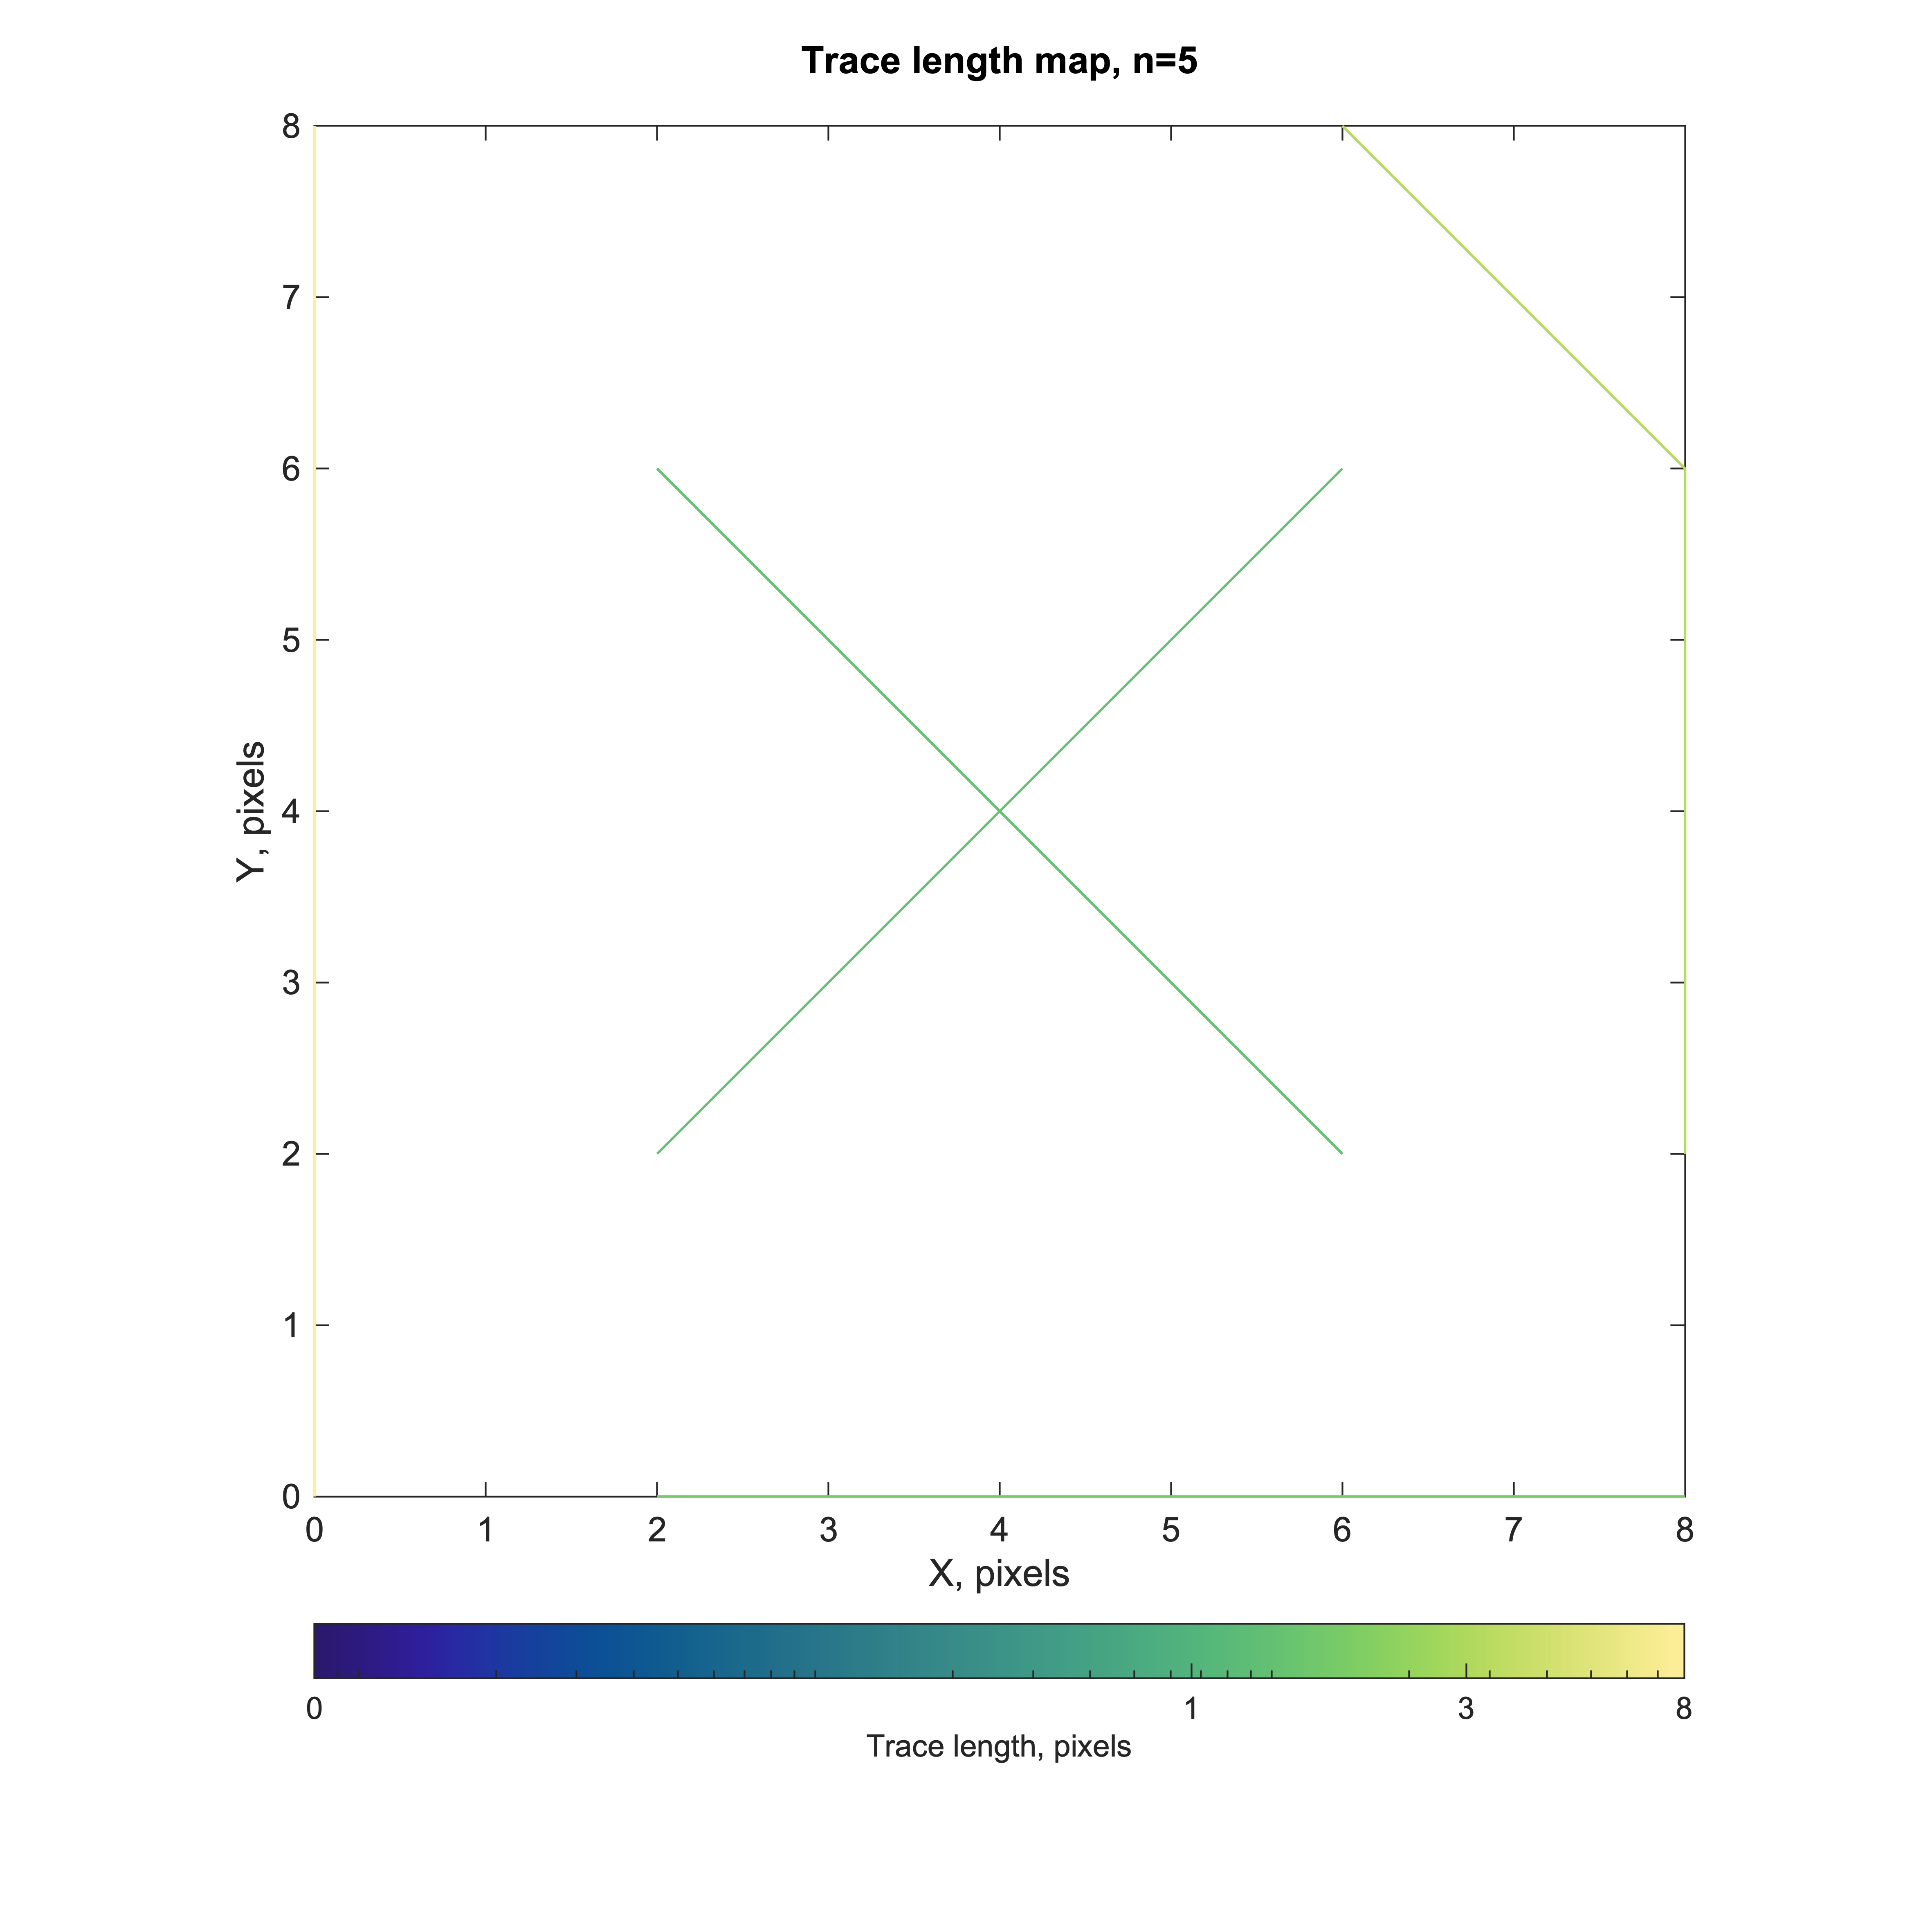 Trace length map, n=5
8
7
6
5
4
3
2
1
0
Y, pixels
0 1 2 3 4 5 6 7 8
X, pixels
0 1 3 8
Trace length, pixels